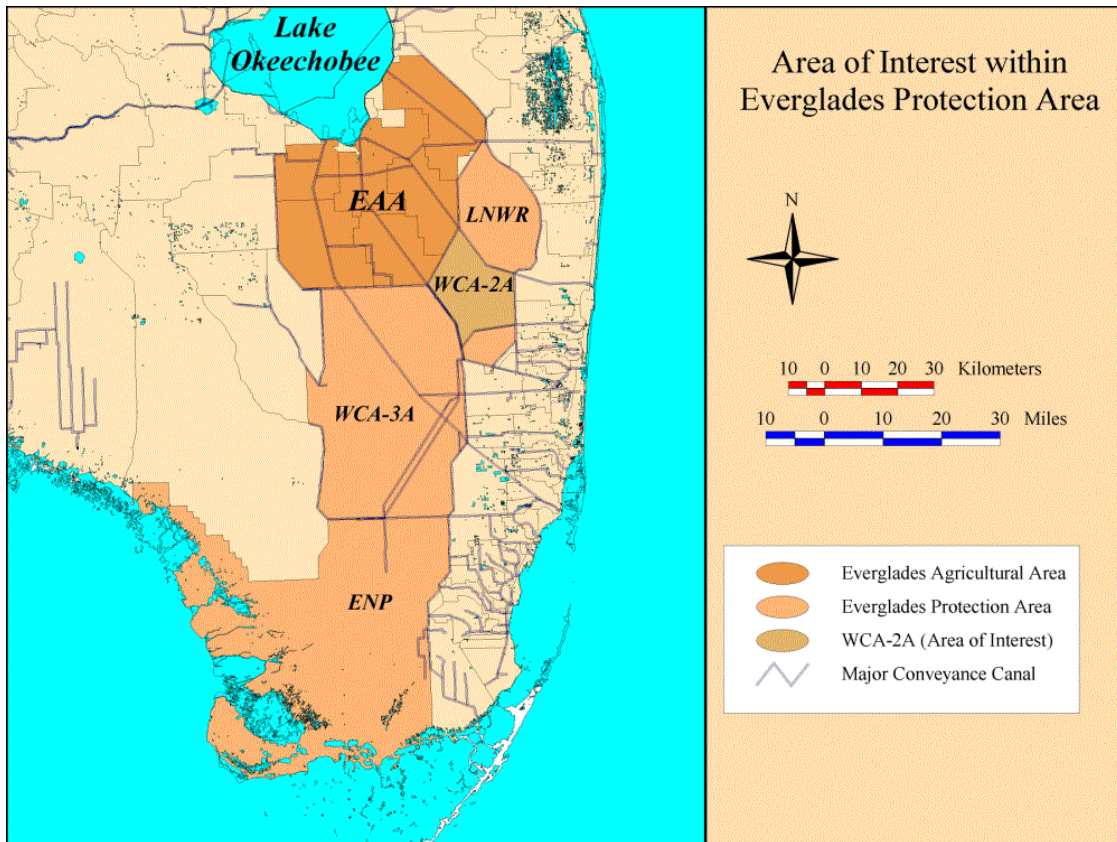 Lake
Okeechobee
EAA
LNWR
WCA-2A
WCA-3A
ENP
Area of Interest within
Everglades Protection Area
N
10 0 10 20 30 Kilometers
10 0 10 20 30 Miles
Everglades Agricultural Area
Everglades Protection Area
WCA-2A (Area of Interest)
Major Conveyance Canal